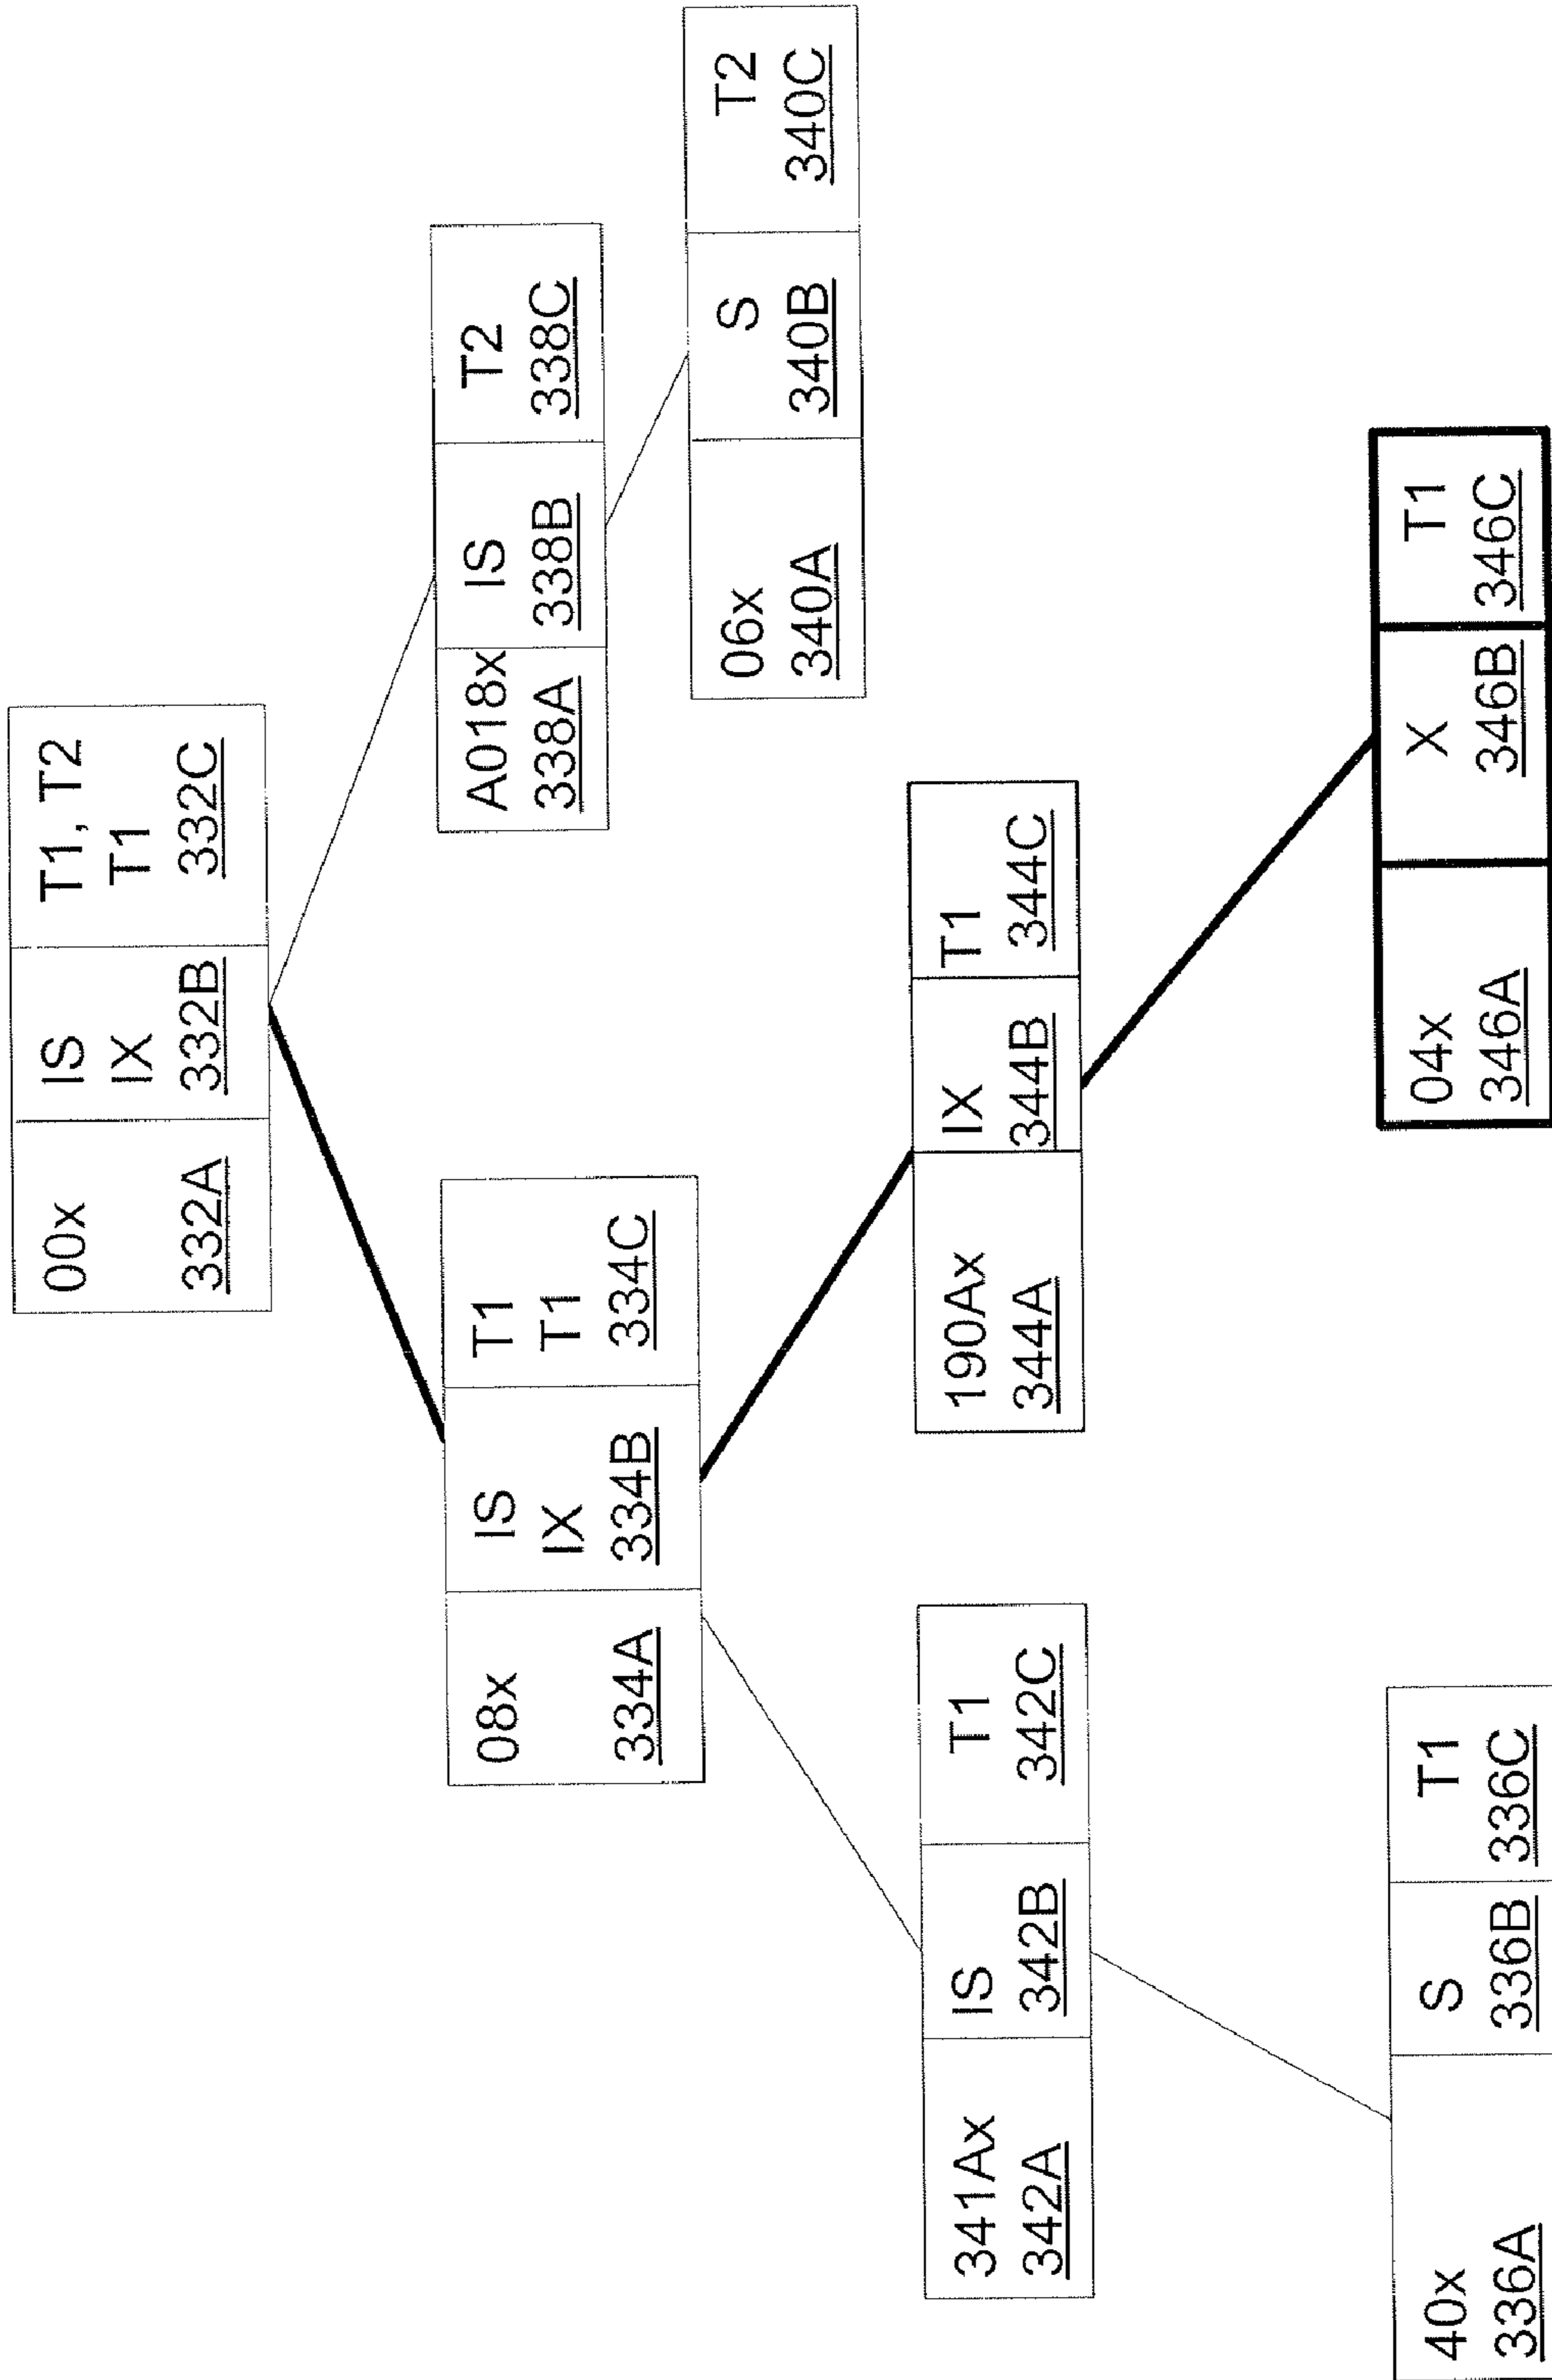 00x
332A
IS
IX
332B
T1, T2
T1
332C
08x
334A
IS
IX
334B
T1
T1
334C
A018x
338A
IS
338B
T2
338C
06x
340A
S
340B
T2
340C
341Ax
342A
IS
342B
T1
342C
190Ax
344A
IX
344B
T1
344C
40x
336A
S
336B
T1
336C
04x
346A
X
346B
T1
346C